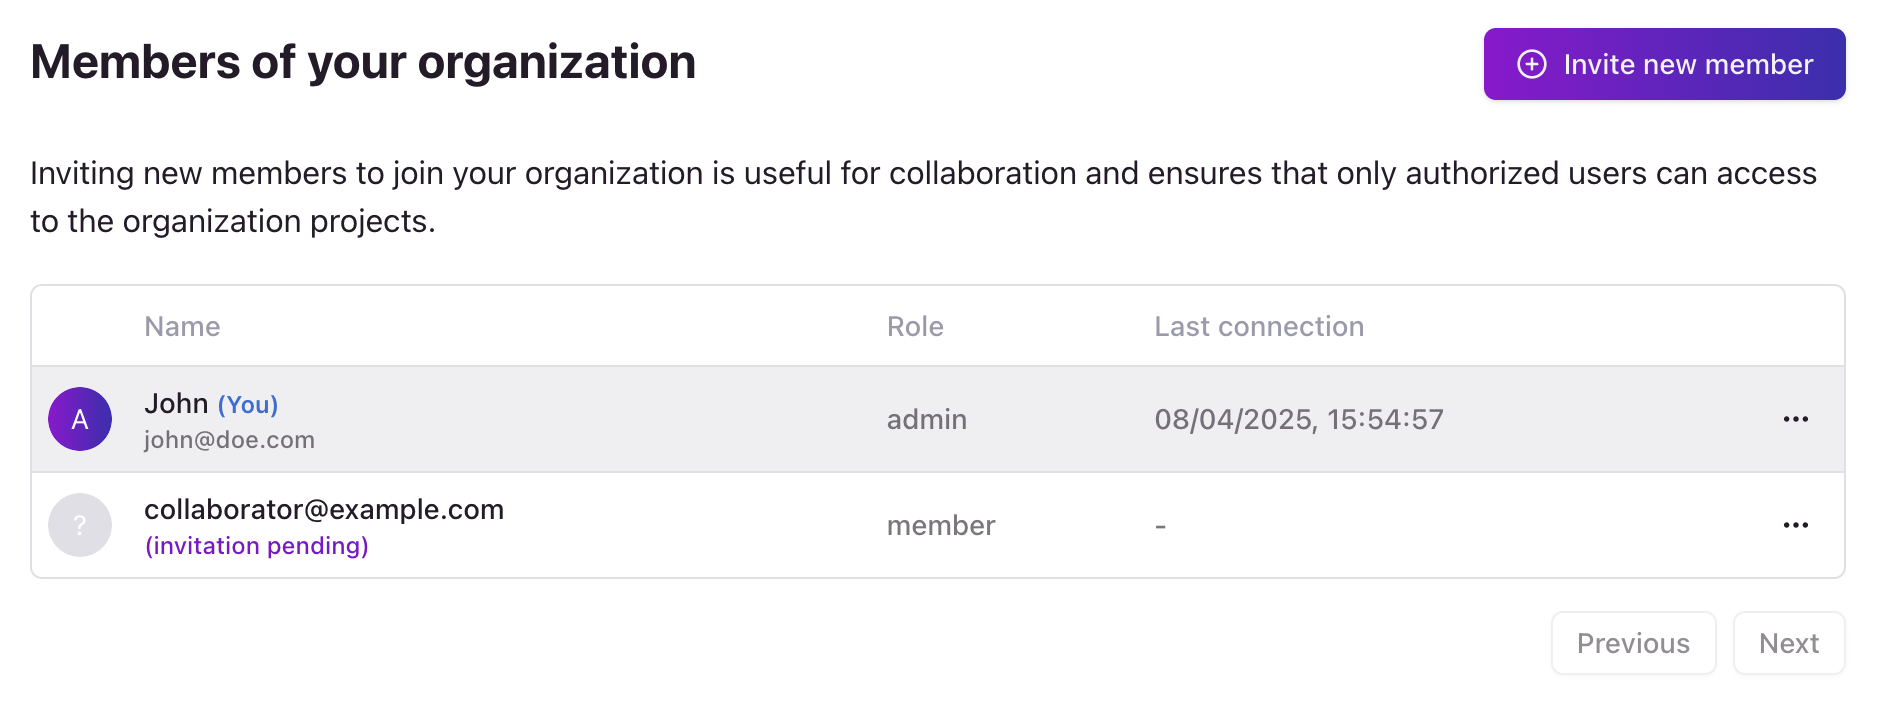 Members of your organization
Invite new member
Inviting new members to join your organization is useful for collaboration and ensures that only authorized users can access
to the organization projects.
Name Role Last connection
A John (You) admin 08/04/2025, 15:54:57 ...
john@doe.com
? collaborator@example.com member - ...
(invitation pending)
Previous Next